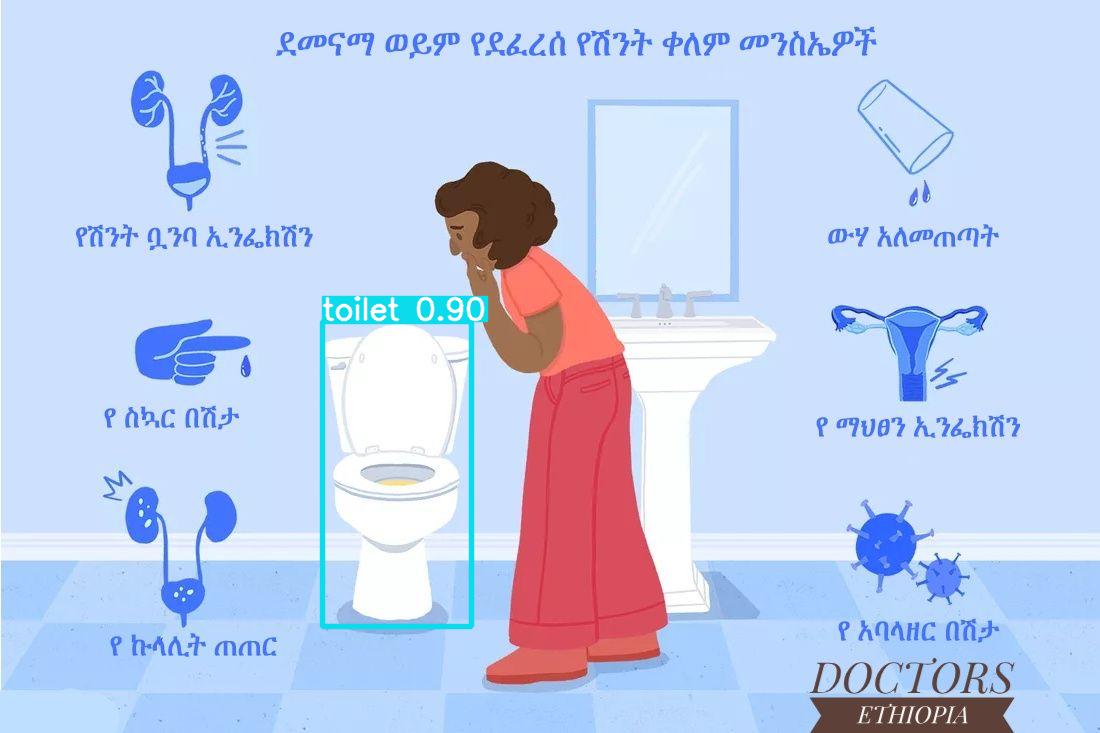 ደመናማ ወይም የደፈረሰ የሽንት ቀለም መንስኤዎች
የሽንት ቧንባ ኢንፌክሽን
ውሃ አለመጠጣት
toilet 0.90
የ ስኳር በሽታ
የ ማህፀን ኢንፌክሽን
የ ኩላሊት ጠጠር
የ አባላዘር በሽታ
DOCTORS
ETHIOPIA